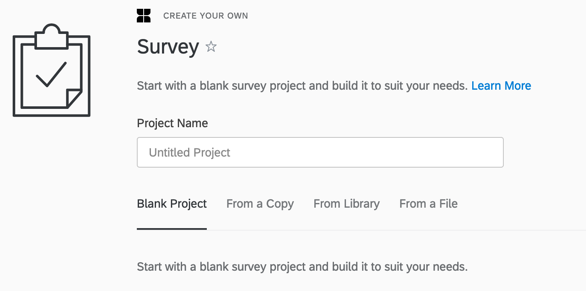 CREATE YOUR OWN
Survey
Start with a blank survey project and build it to suit your needs. Learn More
Project Name
Untitled Project
Blank Project From a Copy From Library From a File
Start with a blank survey project and build it to suit your needs.